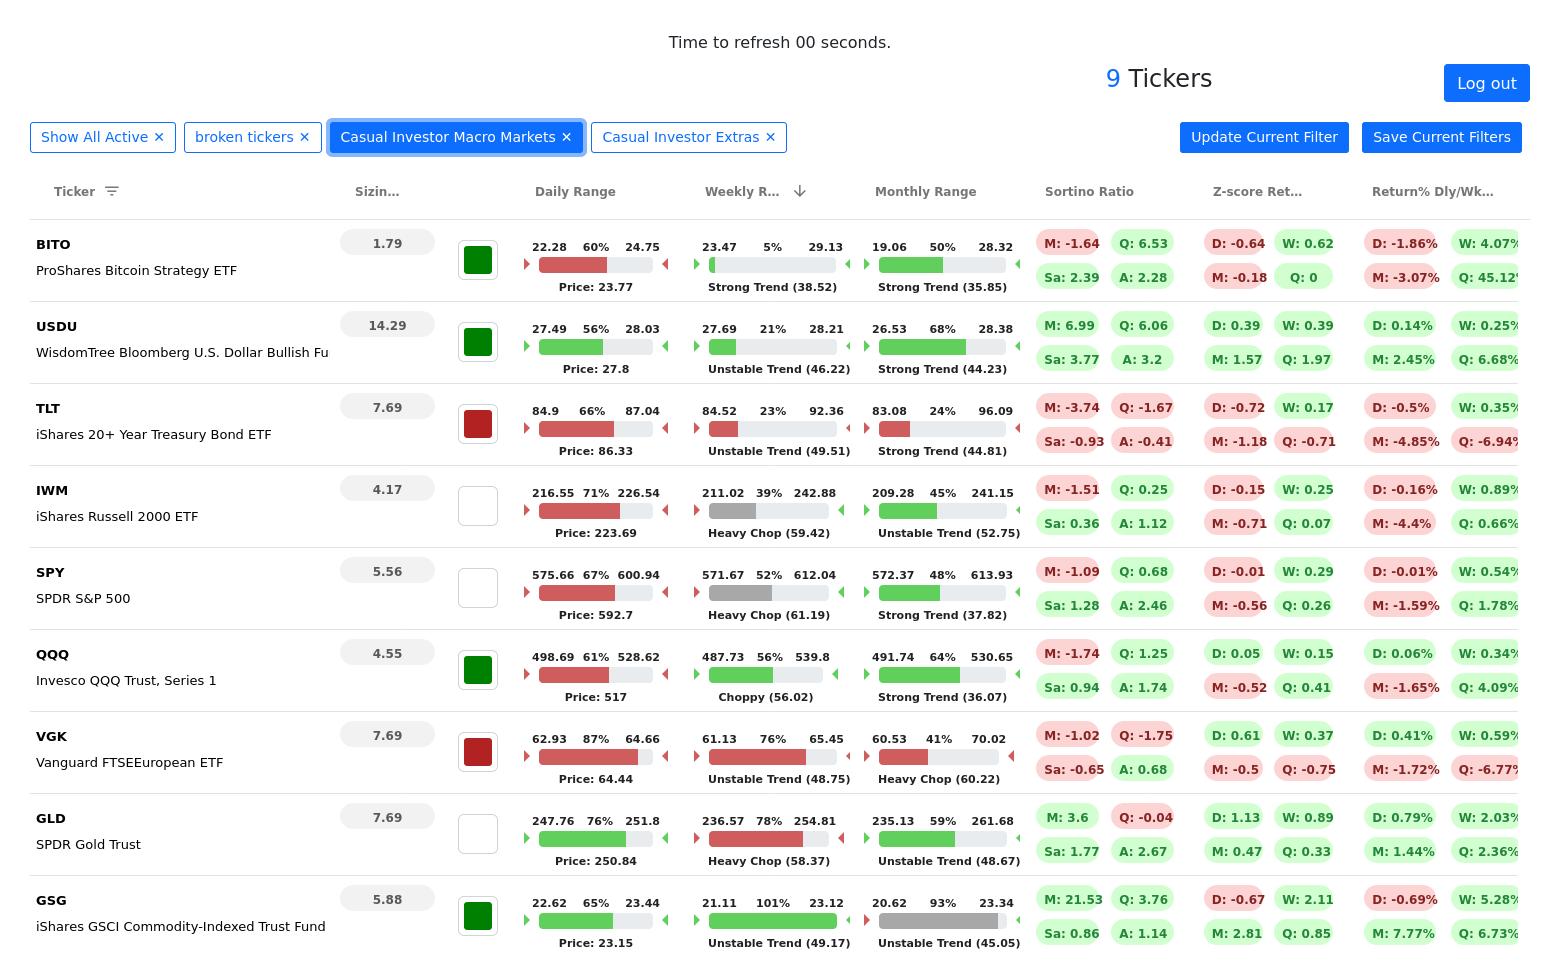 Time to refresh 00 seconds.
9 Tickers
Log out
Show All Active ✕ broken tickers ✕ Casual Investor Macro Markets ✕ Casual Investor Extras ✕ Update Current Filter Save Current Filters
Ticker Sizin... Daily Range Weekly R... Monthly Range Sortino Ratio Z-score Ret... Return% Dly/Wk...
BITO 1.79 22.28 60% 24.75 23.47 5% 29.13 19.06 50% 28.32 M: -1.64 Q: 6.53 D: -0.64 W: 0.62 D: -1.86% W: 4.07%
ProShares Bitcoin Strategy ETF Price: 23.77 Strong Trend (38.52) Strong Trend (35.85) Sa: 2.39 A: 2.28 M: -0.18 Q: 0 M: -3.07% Q: 45.12%
USDU 14.29 27.49 56% 28.03 27.69 21% 28.21 26.53 68% 28.38 M: 6.99 Q: 6.06 D: 0.39 W: 0.39 D: 0.14% W: 0.25%
WisdomTree Bloomberg U.S. Dollar Bullish Fu Price: 27.8 Unstable Trend (46.22) Strong Trend (44.23) Sa: 3.77 A: 3.2 M: 1.57 Q: 1.97 M: 2.45% Q: 6.68%
TLT 7.69 84.9 66% 87.04 84.52 23% 92.36 83.08 24% 96.09 M: -3.74 Q: -1.67 D: -0.72 W: 0.17 D: -0.5% W: 0.35%
iShares 20+ Year Treasury Bond ETF Price: 86.33 Unstable Trend (49.51) Strong Trend (44.81) Sa: -0.93 A: -0.41 M: -1.18 Q: -0.71 M: -4.85% Q: -6.94%
IWM 4.17 216.55 71% 226.54 211.02 39% 242.88 209.28 45% 241.15 M: -1.51 Q: 0.25 D: -0.15 W: 0.25 D: -0.16% W: 0.89%
iShares Russell 2000 ETF Price: 223.69 Heavy Chop (59.42) Unstable Trend (52.75) Sa: 0.36 A: 1.12 M: -0.71 Q: 0.07 M: -4.4% Q: 0.66%
SPY 5.56 575.66 67% 600.94 571.67 52% 612.04 572.37 48% 613.93 M: -1.09 Q: 0.68 D: -0.01 W: 0.29 D: -0.01% W: 0.54%
SPDR S&P 500 Price: 592.7 Heavy Chop (61.19) Strong Trend (37.82) Sa: 1.28 A: 2.46 M: -0.56 Q: 0.26 M: -1.59% Q: 1.78%
QQQ 4.55 498.69 61% 528.62 487.73 56% 539.8 491.74 64% 530.65 M: -1.74 Q: 1.25 D: 0.05 W: 0.15 D: 0.06% W: 0.34%
Invesco QQQ Trust, Series 1 Price: 517 Choppy (56.02) Strong Trend (36.07) Sa: 0.94 A: 1.74 M: -0.52 Q: 0.41 M: -1.65% Q: 4.09%
VGK 7.69 62.93 87% 64.66 61.13 76% 65.45 60.53 41% 70.02 M: -1.02 Q: -1.75 D: 0.61 W: 0.37 D: 0.41% W: 0.59%
Vanguard FTSEEuropean ETF Price: 64.44 Unstable Trend (48.75) Heavy Chop (60.22) Sa: -0.65 A: 0.68 M: -0.5 Q: -0.75 M: -1.72% Q: -6.77%
GLD 7.69 247.76 76% 251.8 236.57 78% 254.81 235.13 59% 261.68 M: 3.6 Q: -0.04 D: 1.13 W: 0.89 D: 0.79% W: 2.03%
SPDR Gold Trust Price: 250.84 Heavy Chop (58.37) Unstable Trend (48.67) Sa: 1.77 A: 2.67 M: 0.47 Q: 0.33 M: 1.44% Q: 2.36%
GSG 5.88 22.62 65% 23.44 21.11 101% 23.12 20.62 93% 23.34 M: 21.53 Q: 3.76 D: -0.67 W: 2.11 D: -0.69% W: 5.28%
iShares GSCI Commodity-Indexed Trust Fund Price: 23.15 Unstable Trend (49.17) Unstable Trend (45.05) Sa: 0.86 A: 1.14 M: 2.81 Q: 0.85 M: 7.77% Q: 6.73%